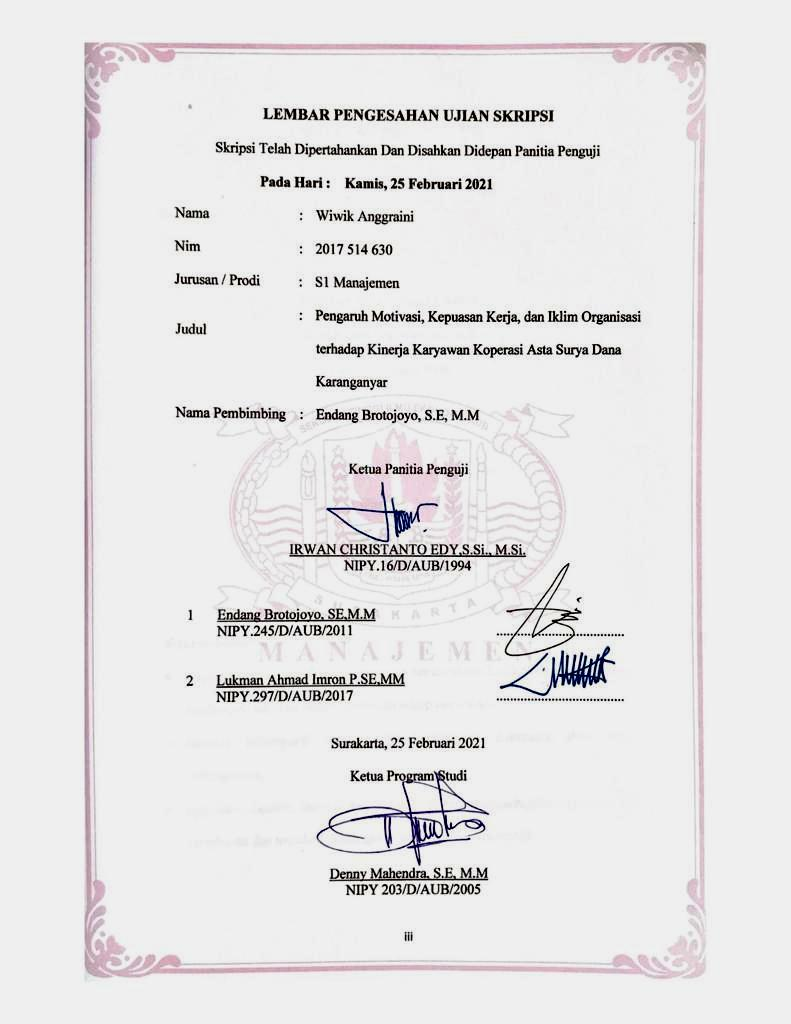 LEMBAR PENGESAHAN UJIAN SKRIPSI
Skripsi Telah Dipertahankan Dan Disahkan Didepan Panitia Penguji
Pada Hari : Kamis, 25 Februari 2021
Nama : Wiwik Anggraini
Nim : 2017 514 630
Jurusan / Prodi : S1 Manajemen
Judul : Pengaruh Motivasi, Kepuasan Kerja, dan Iklim Organisasi
terhadap Kinerja Karyawan Koperasi Asta Surya Dana
Karanganyar
Nama Pembimbing : Endang Brotojoyo, S.E, M.M
Ketua Panitia Penguji
IRWAN CHRISTANTO EDY,S.Si., M.Si.
NIPY.16/D/AUB/1994
SURAKARTA
1 Endang Brotojoyo, SE,M.M
NIPY.245/D/AUB/2011
MANAJEMEN
2 Lukman Ahmad Imron P.SE,MM
NIPY.297/D/AUB/2017
Surakarta, 25 Februari 2021
Ketua Program Studi
Denny Mahendra, S.E, M.M
NIPY 203/D/AUB/2005
iii